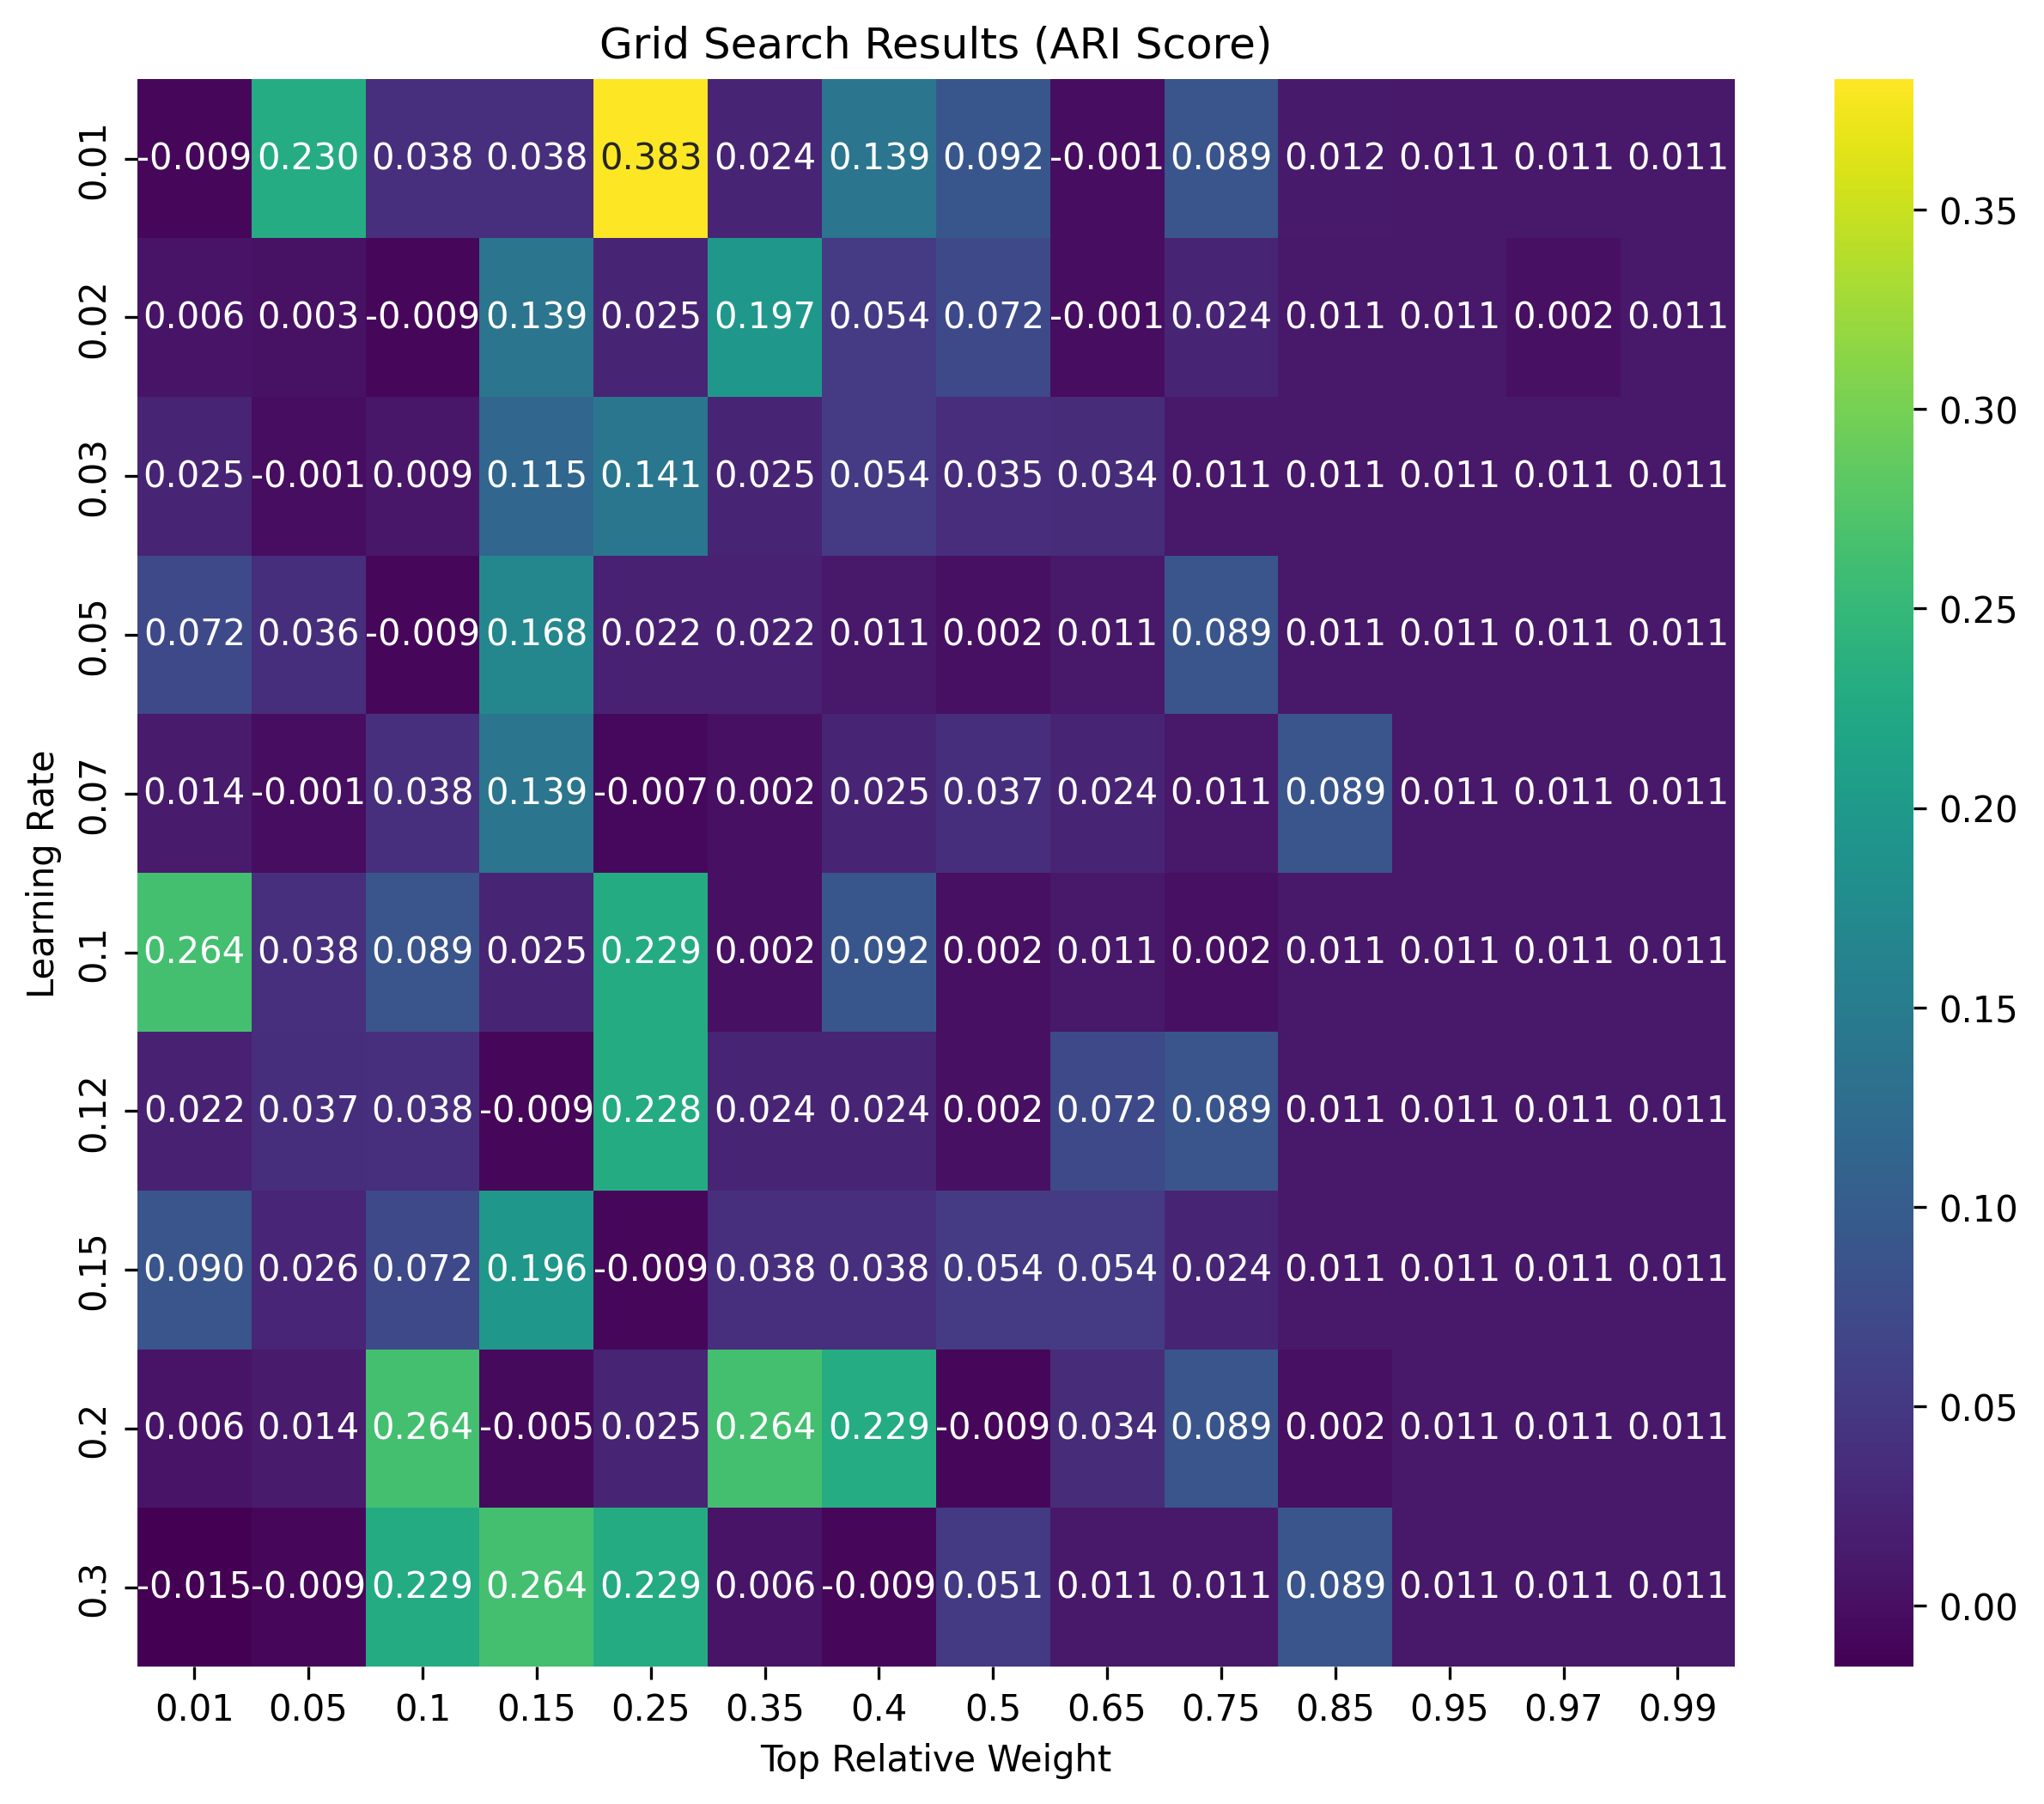 Grid Search Results (ARI Score)
0.01 -0.009 0.230 0.038 0.038 0.383 0.024 0.139 0.092 -0.001 0.089 0.012 0.011 0.011 0.011
0.02 0.006 0.003 -0.009 0.139 0.025 0.197 0.054 0.072 -0.001 0.024 0.011 0.011 0.002 0.011
0.03 0.025 -0.001 0.009 0.115 0.141 0.025 0.054 0.035 0.034 0.011 0.011 0.011 0.011 0.011
0.05 0.072 0.036 -0.009 0.168 0.022 0.022 0.011 0.002 0.011 0.089 0.011 0.011 0.011 0.011
0.07 0.014 -0.001 0.038 0.139 -0.007 0.002 0.025 0.037 0.024 0.011 0.089 0.011 0.011 0.011
0.1 0.264 0.038 0.089 0.025 0.229 0.002 0.092 0.002 0.011 0.002 0.011 0.011 0.011 0.011
0.12 0.022 0.037 0.038 -0.009 0.228 0.024 0.024 0.002 0.072 0.089 0.011 0.011 0.011 0.011
0.15 0.090 0.026 0.072 0.196 -0.009 0.038 0.038 0.054 0.054 0.024 0.011 0.011 0.011 0.011
0.2 0.006 0.014 0.264 -0.005 0.025 0.264 0.229 -0.009 0.034 0.089 0.002 0.011 0.011 0.011
0.3 -0.015 -0.009 0.229 0.264 0.229 0.006 -0.009 0.051 0.011 0.011 0.089 0.011 0.011 0.011
0.01 0.05 0.1 0.15 0.25 0.35 0.4 0.5 0.65 0.75 0.85 0.95 0.97 0.99
Top Relative Weight
Learning Rate
0.35
0.30
0.25
0.20
0.15
0.10
0.05
0.00